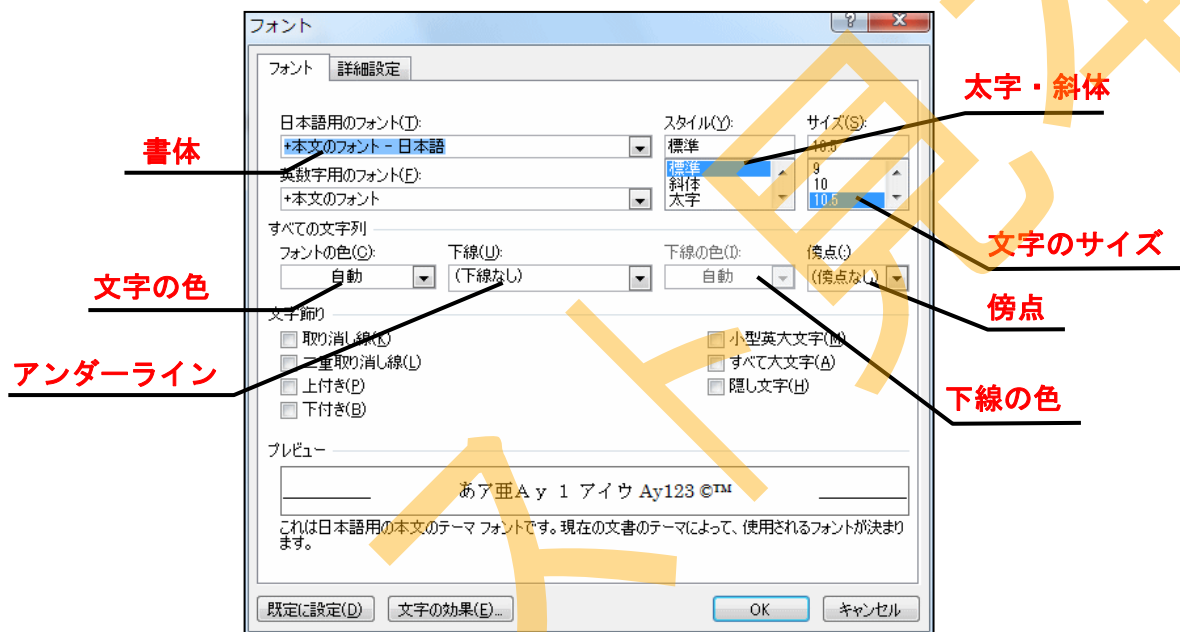 フォント
フォント 詳細設定
太字・斜体
日本語用のフォント(T): スタイル(Y): サイズ(S):
書体
+本文のフォント - 日本語 標準 10.5
英数字用のフォント(F): 標準 9
斜体 10
+本文のフォント 太字 10.5
すべての文字列
文字のサイズ
フォントの色(C): 下線(U): 下線の色(I): 傍点(:)
自動 (下線なし) 自動 (傍点なし)
文字の色
傍点
文字飾り
取り消し線(K) 小型英大文字(M)
二重取り消し線(L) すべて大文字(A)
アンダーライン
上付き(P) 隠し文字(H)
下線の色
下付き(B)
プレビュー
あア亜Ay 1 アイウ Ay123 ©™
これは日本語用の本文のテーマ フォントです。現在の文書のテーマによって、使用されるフォントが決まり
ます。
既定に設定(D) 文字の効果(E)... OK キャンセル